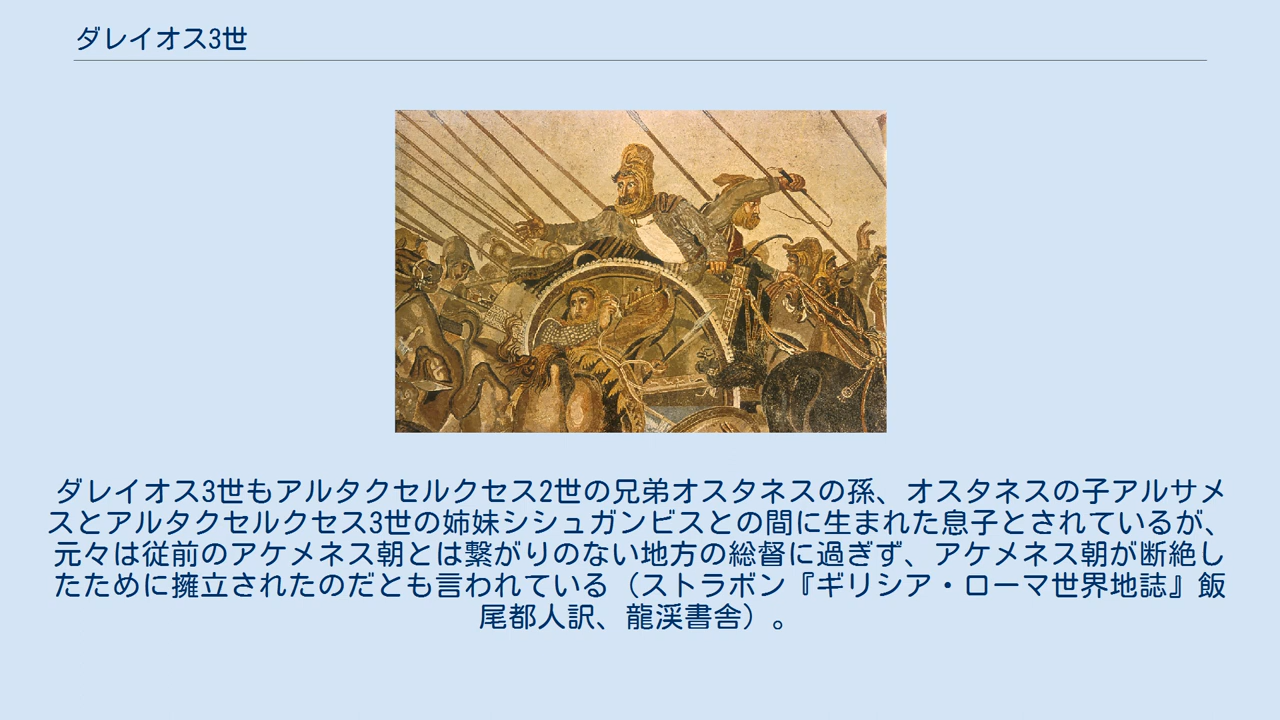 ダレイオス3世
ダレイオス3世もアルタクセルクセス2世の兄弟オスタネスの孫、オスタネスの子アルサメ
スとアルタクセルクセス3世の姉妹シシュガンビスとの間に生まれた息子とされているが、
元々は従前のアケメネス朝とは繋がりのない地方の総督に過ぎず、アケメネス朝が断絶し
たために擁立されたのだとも言われている（ストラボン『ギリシア・ローマ世界地誌』飯
尾都人訳、龍渓書舎）。